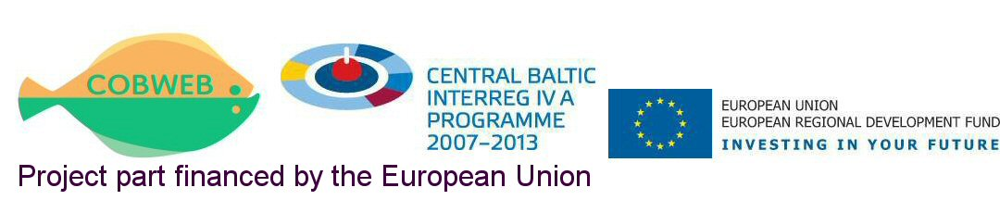 COBWEB
CENTRAL BALTIC
INTERREG IV A
PROGRAMME
2007–2013
EUROPEAN UNION
EUROPEAN REGIONAL DEVELOPMENT FUND
INVESTING IN YOUR FUTURE
Project part financed by the European Union